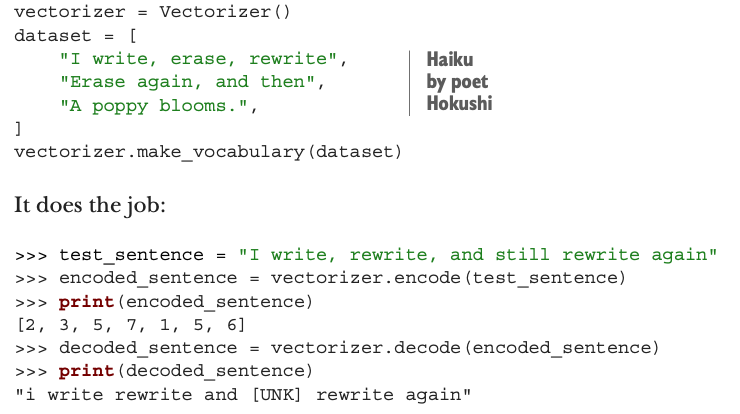 vectorizer = Vectorizer()
dataset = [
    "I write, erase, rewrite",
    "Erase again, and then",
    "A poppy blooms.",
]
Haiku
by poet
Hokushi
vectorizer.make_vocabulary(dataset)
It does the job:
>>> test_sentence = "I write, rewrite, and still rewrite again"
>>> encoded_sentence = vectorizer.encode(test_sentence)
>>> print(encoded_sentence)
[2, 3, 5, 7, 1, 5, 6]
>>> decoded_sentence = vectorizer.decode(encoded_sentence)
>>> print(decoded_sentence)
"i write rewrite and [UNK] rewrite again"